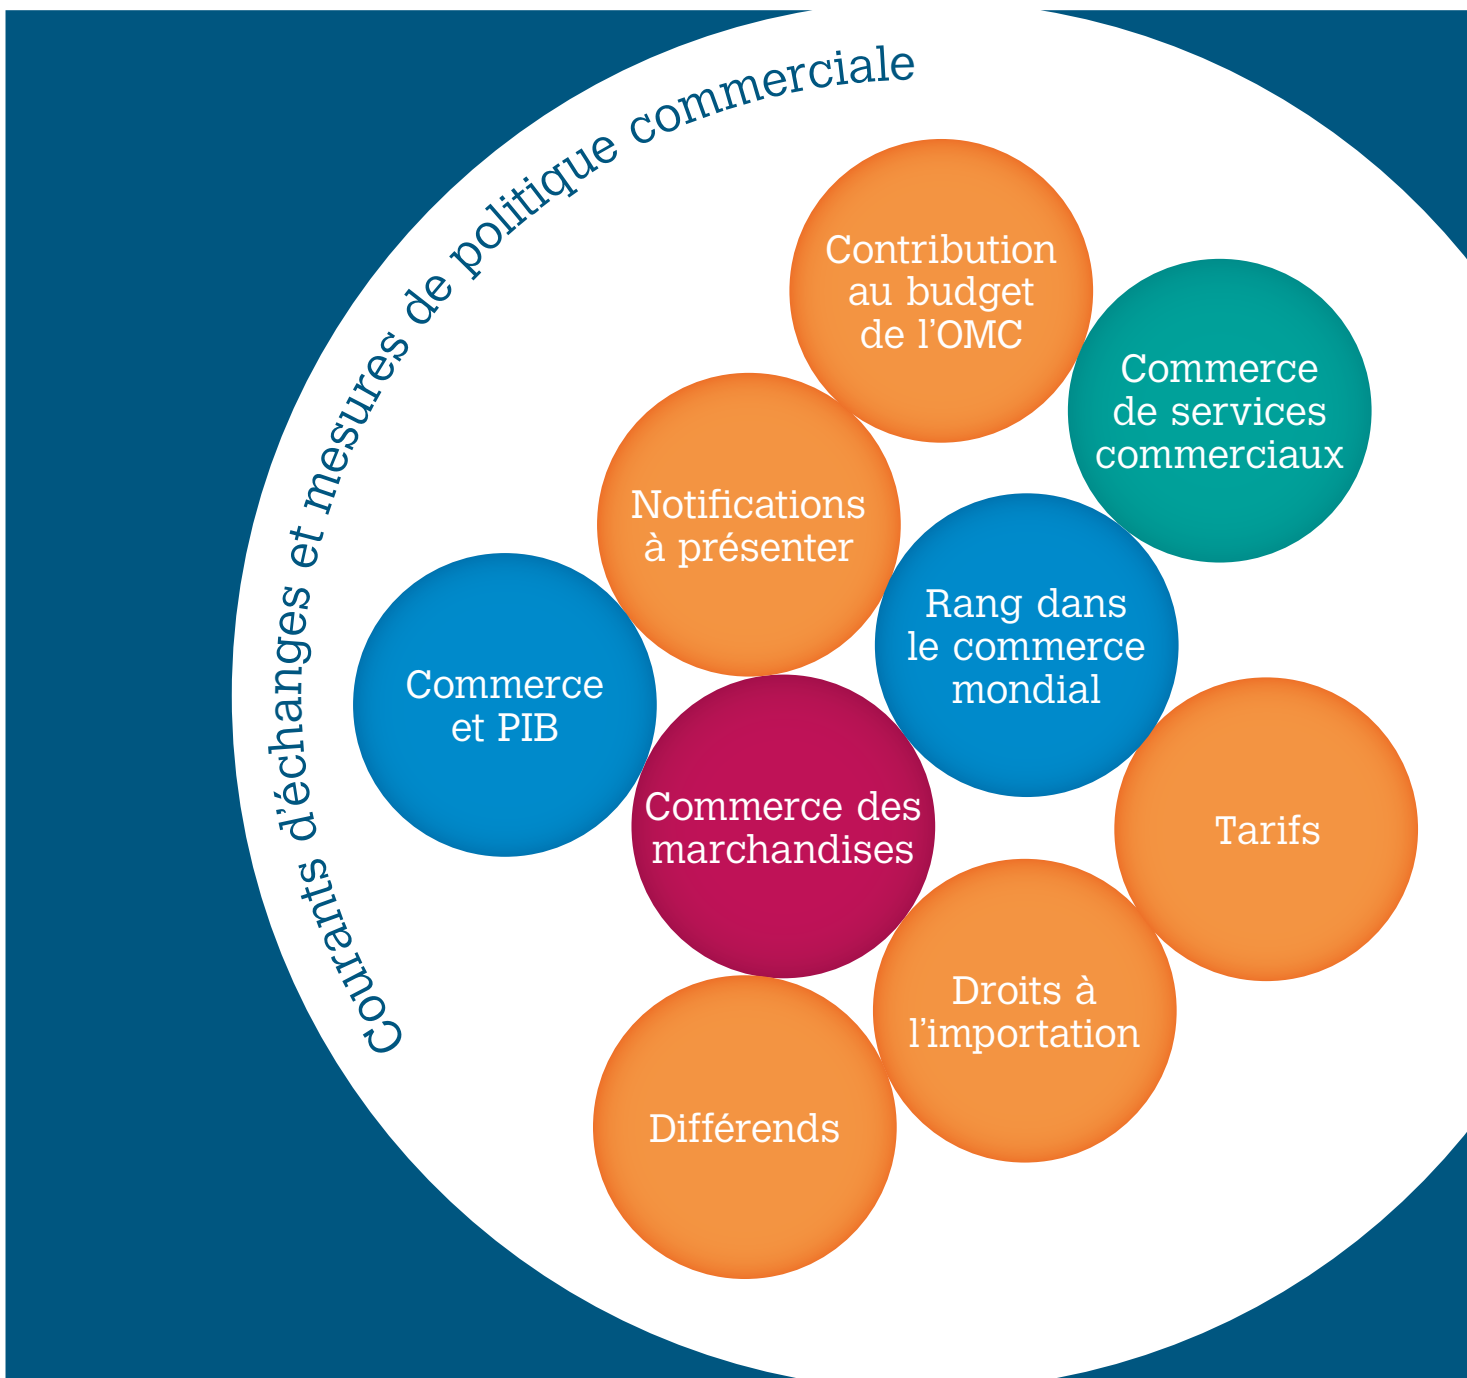 Courants d'échanges et mesures de politique commerciale
Contribution
au budget
de l'OMC
Commerce
de services
commerciaux
Notifications
à présenter
Rang dans
le commerce
mondial
Commerce
et PIB
Commerce des
marchandises
Tarifs
Droits à
l'importation
Différends